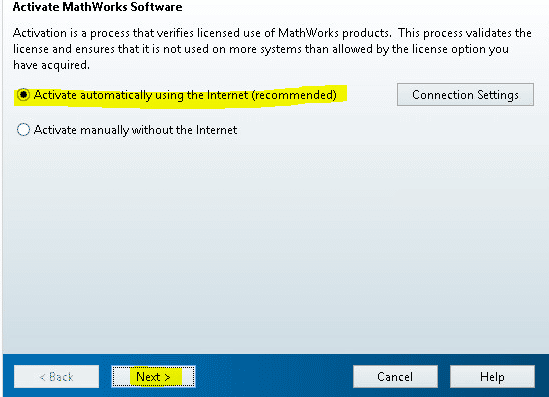 Activate MathWorks Software
Activation is a process that verifies licensed use of MathWorks products. This process validates the
license and ensures that it is not used on more systems than allowed by the license option you
have acquired.
Activate automatically using the Internet (recommended)
Connection Settings
Activate manually without the Internet
< Back
Next >
Cancel
Help